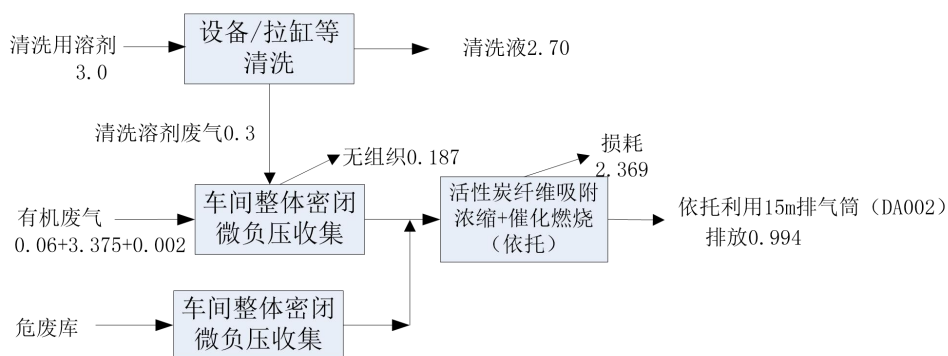 清洗用溶剂
3.0
设备/拉缸等
清洗
清洗液2.70
清洗溶剂废气0.3
无组织0.187
损耗
2.369
有机废气
0.06+3.375+0.002
车间整体密闭
微负压收集
活性炭纤维吸附
浓缩+催化燃烧
（依托）
依托利用15m排气筒（DA002）
排放0.994
危废库
车间整体密闭
微负压收集